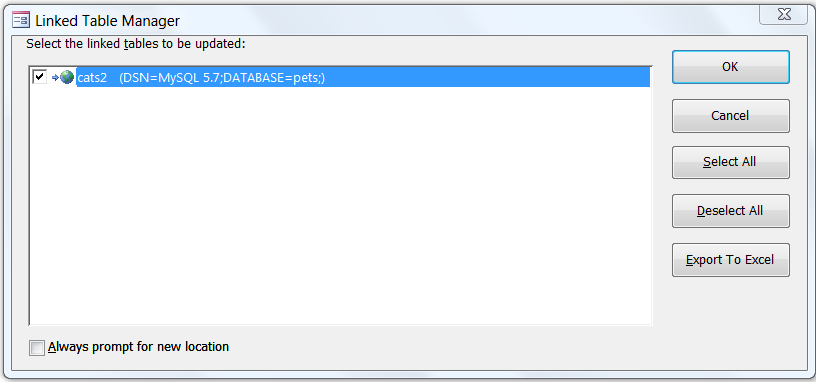 Linked Table Manager
Select the linked tables to be updated:
cats2 (DSN=MySQL 5.7;DATABASE=pets;)
OK
Cancel
Select All
Deselect All
Export To Excel
Always prompt for new location